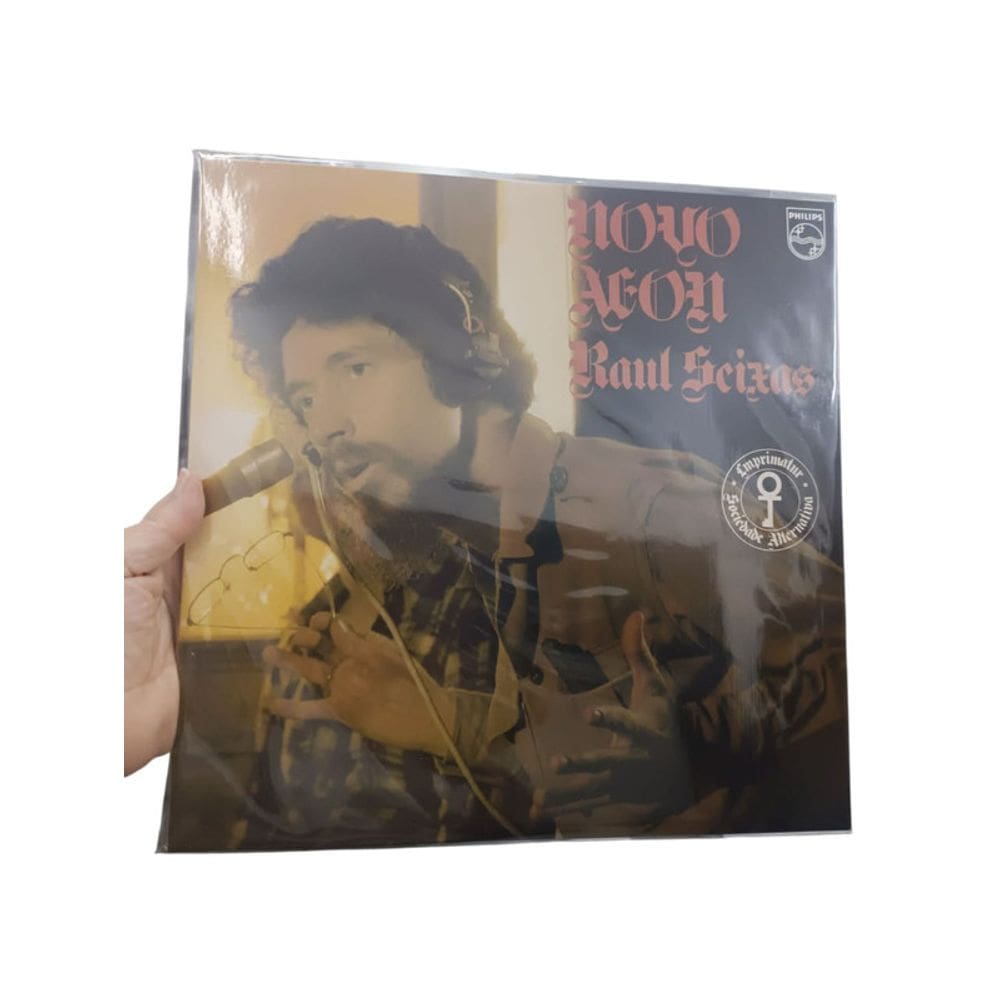 NOVO
AEON
Raul Seixas
PHILIPS
Imprimatur
Sociedade Alternativa